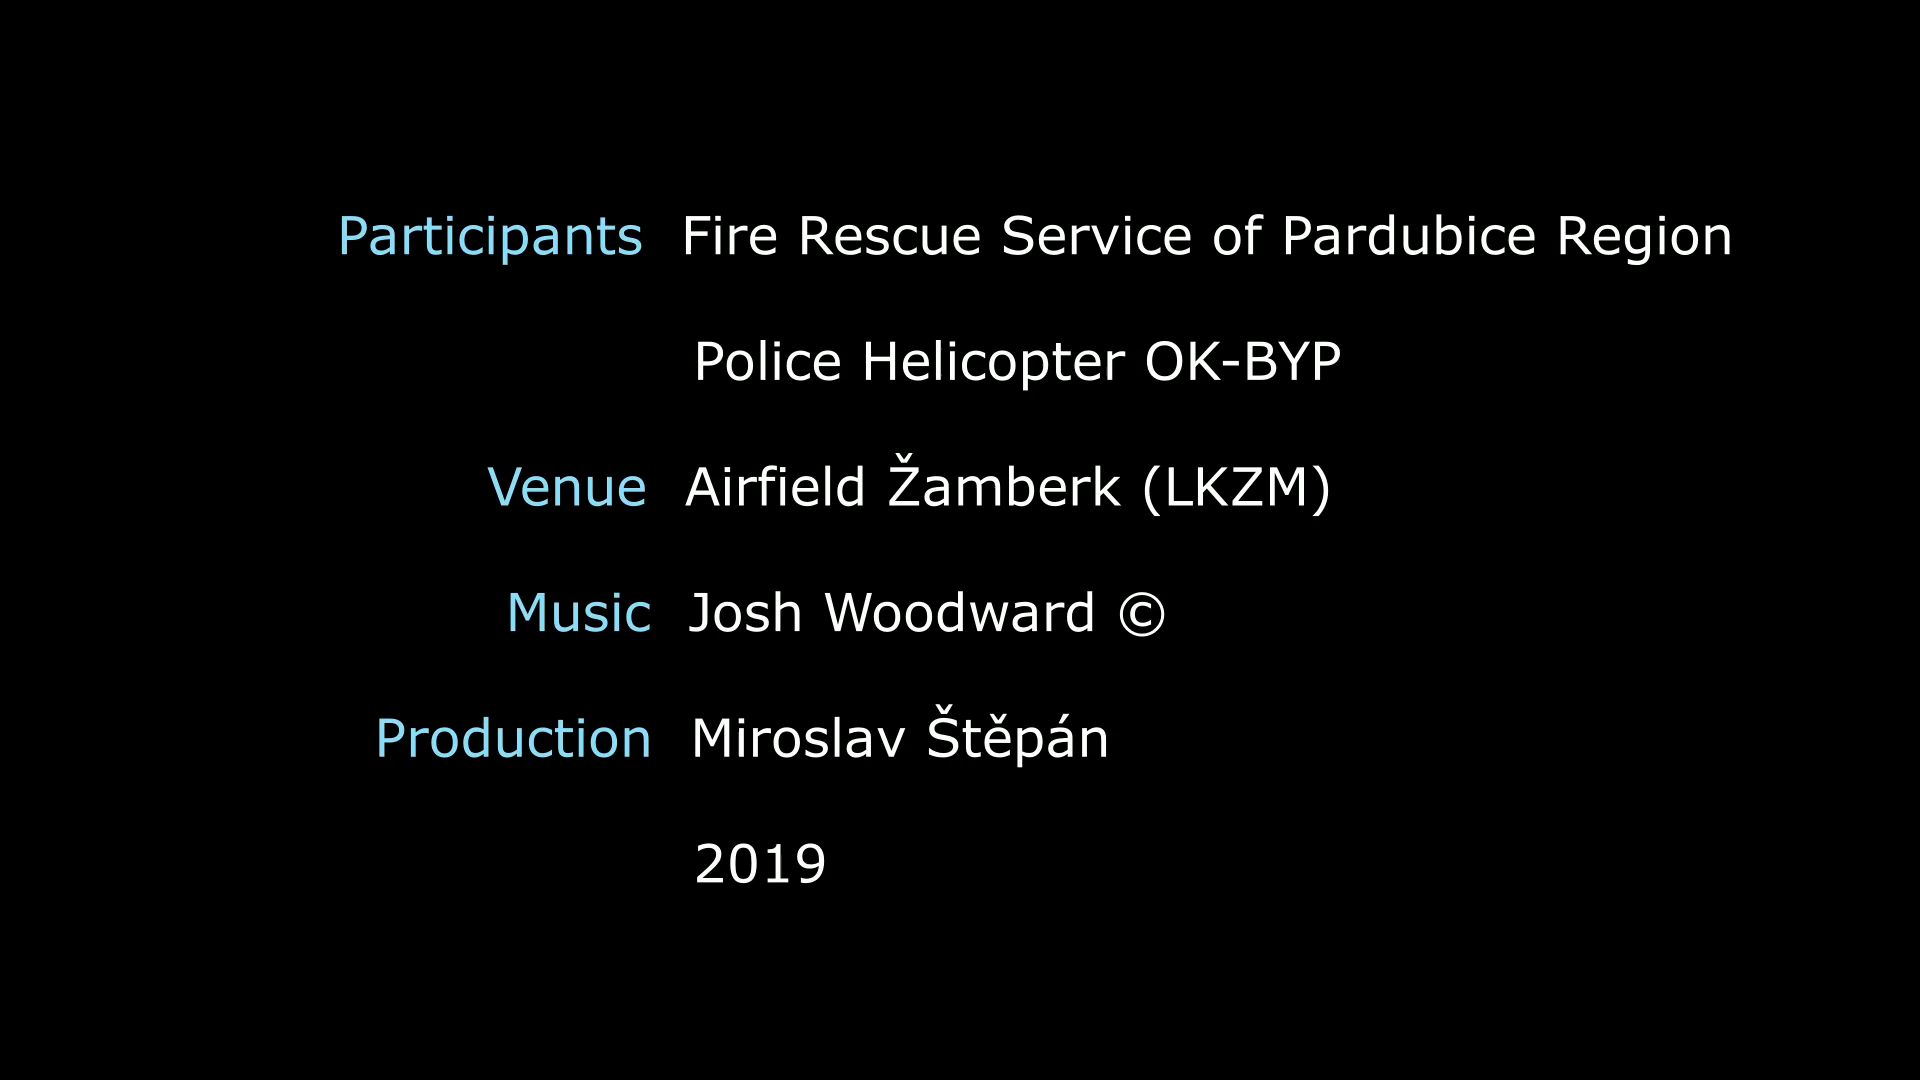 Participants Fire Rescue Service of Pardubice Region
Police Helicopter OK-BYP
Venue Airfield Žamberk (LKZM)
Music Josh Woodward ©
Production Miroslav Štěpán
2019